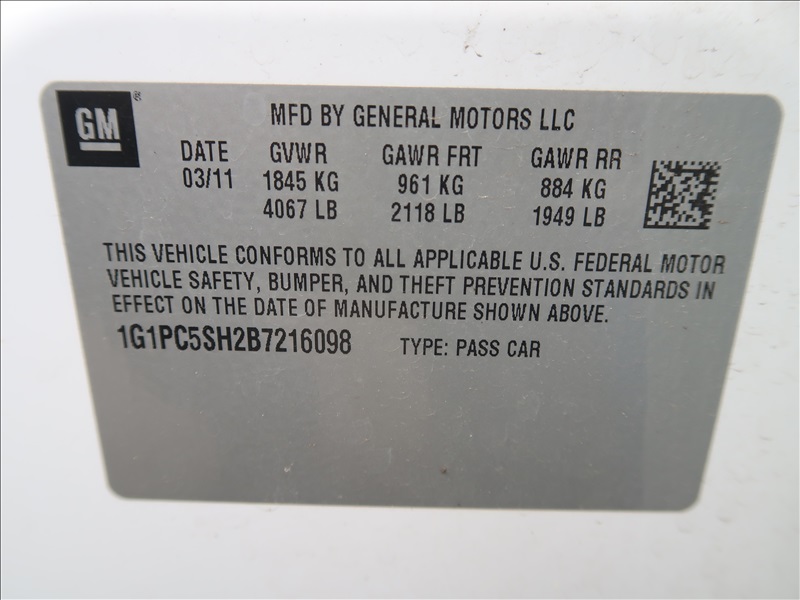 GM
MFD BY GENERAL MOTORS LLC
DATE GVWR GAWR FRT GAWR RR
03/11 1845 KG 961 KG 884 KG
4067 LB 2118 LB 1949 LB
THIS VEHICLE CONFORMS TO ALL APPLICABLE U.S. FEDERAL MOTOR
VEHICLE SAFETY, BUMPER, AND THEFT PREVENTION STANDARDS IN
EFFECT ON THE DATE OF MANUFACTURE SHOWN ABOVE.
1G1PC5SH2B7216098 TYPE: PASS CAR